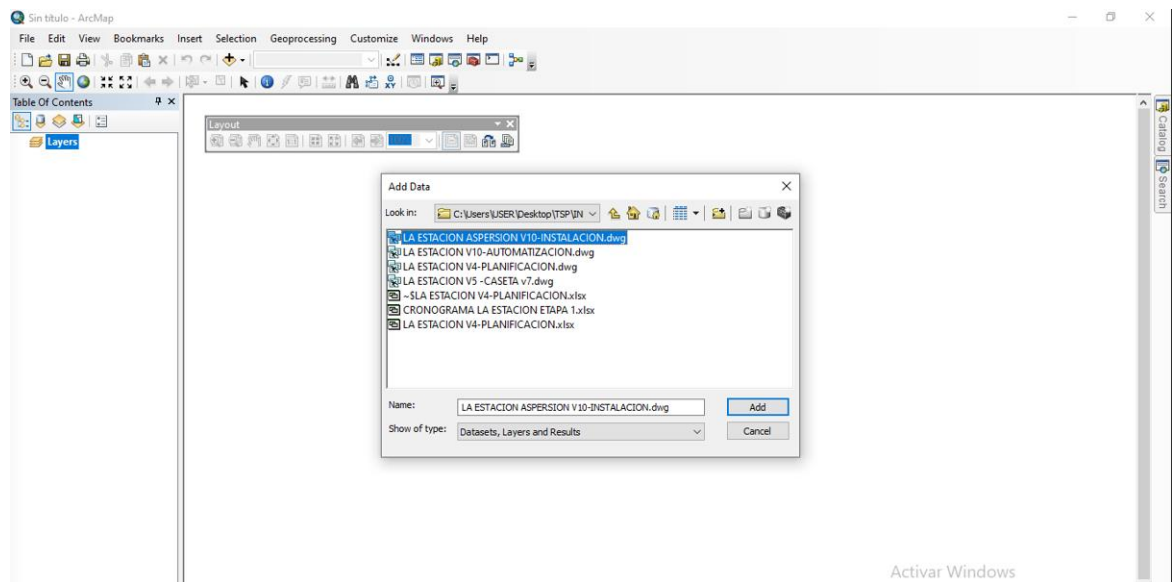 Sin título - ArcMap
File Edit View Bookmarks Insert Selection Geoprocessing Customize Windows Help
Table Of Contents
Layers
Layout
Catalog
Search
Add Data
Look in: C:\Users\USER\Desktop\TSP\IN
LA ESTACION ASPERSION V10-INSTALACION.dwg
LA ESTACION V10-AUTOMATIZACION.dwg
LA ESTACION V4-PLANIFICACION.dwg
LA ESTACION V5 -CASETA v7.dwg
~$LA ESTACION V4-PLANIFICACION.xlsx
CRONOGRAMA LA ESTACION ETAPA 1.xlsx
LA ESTACION V4-PLANIFICACION.xlsx
Name: LA ESTACION ASPERSION V10-INSTALACION.dwg Add
Show of type: Datasets, Layers and Results Cancel
Activar Windows